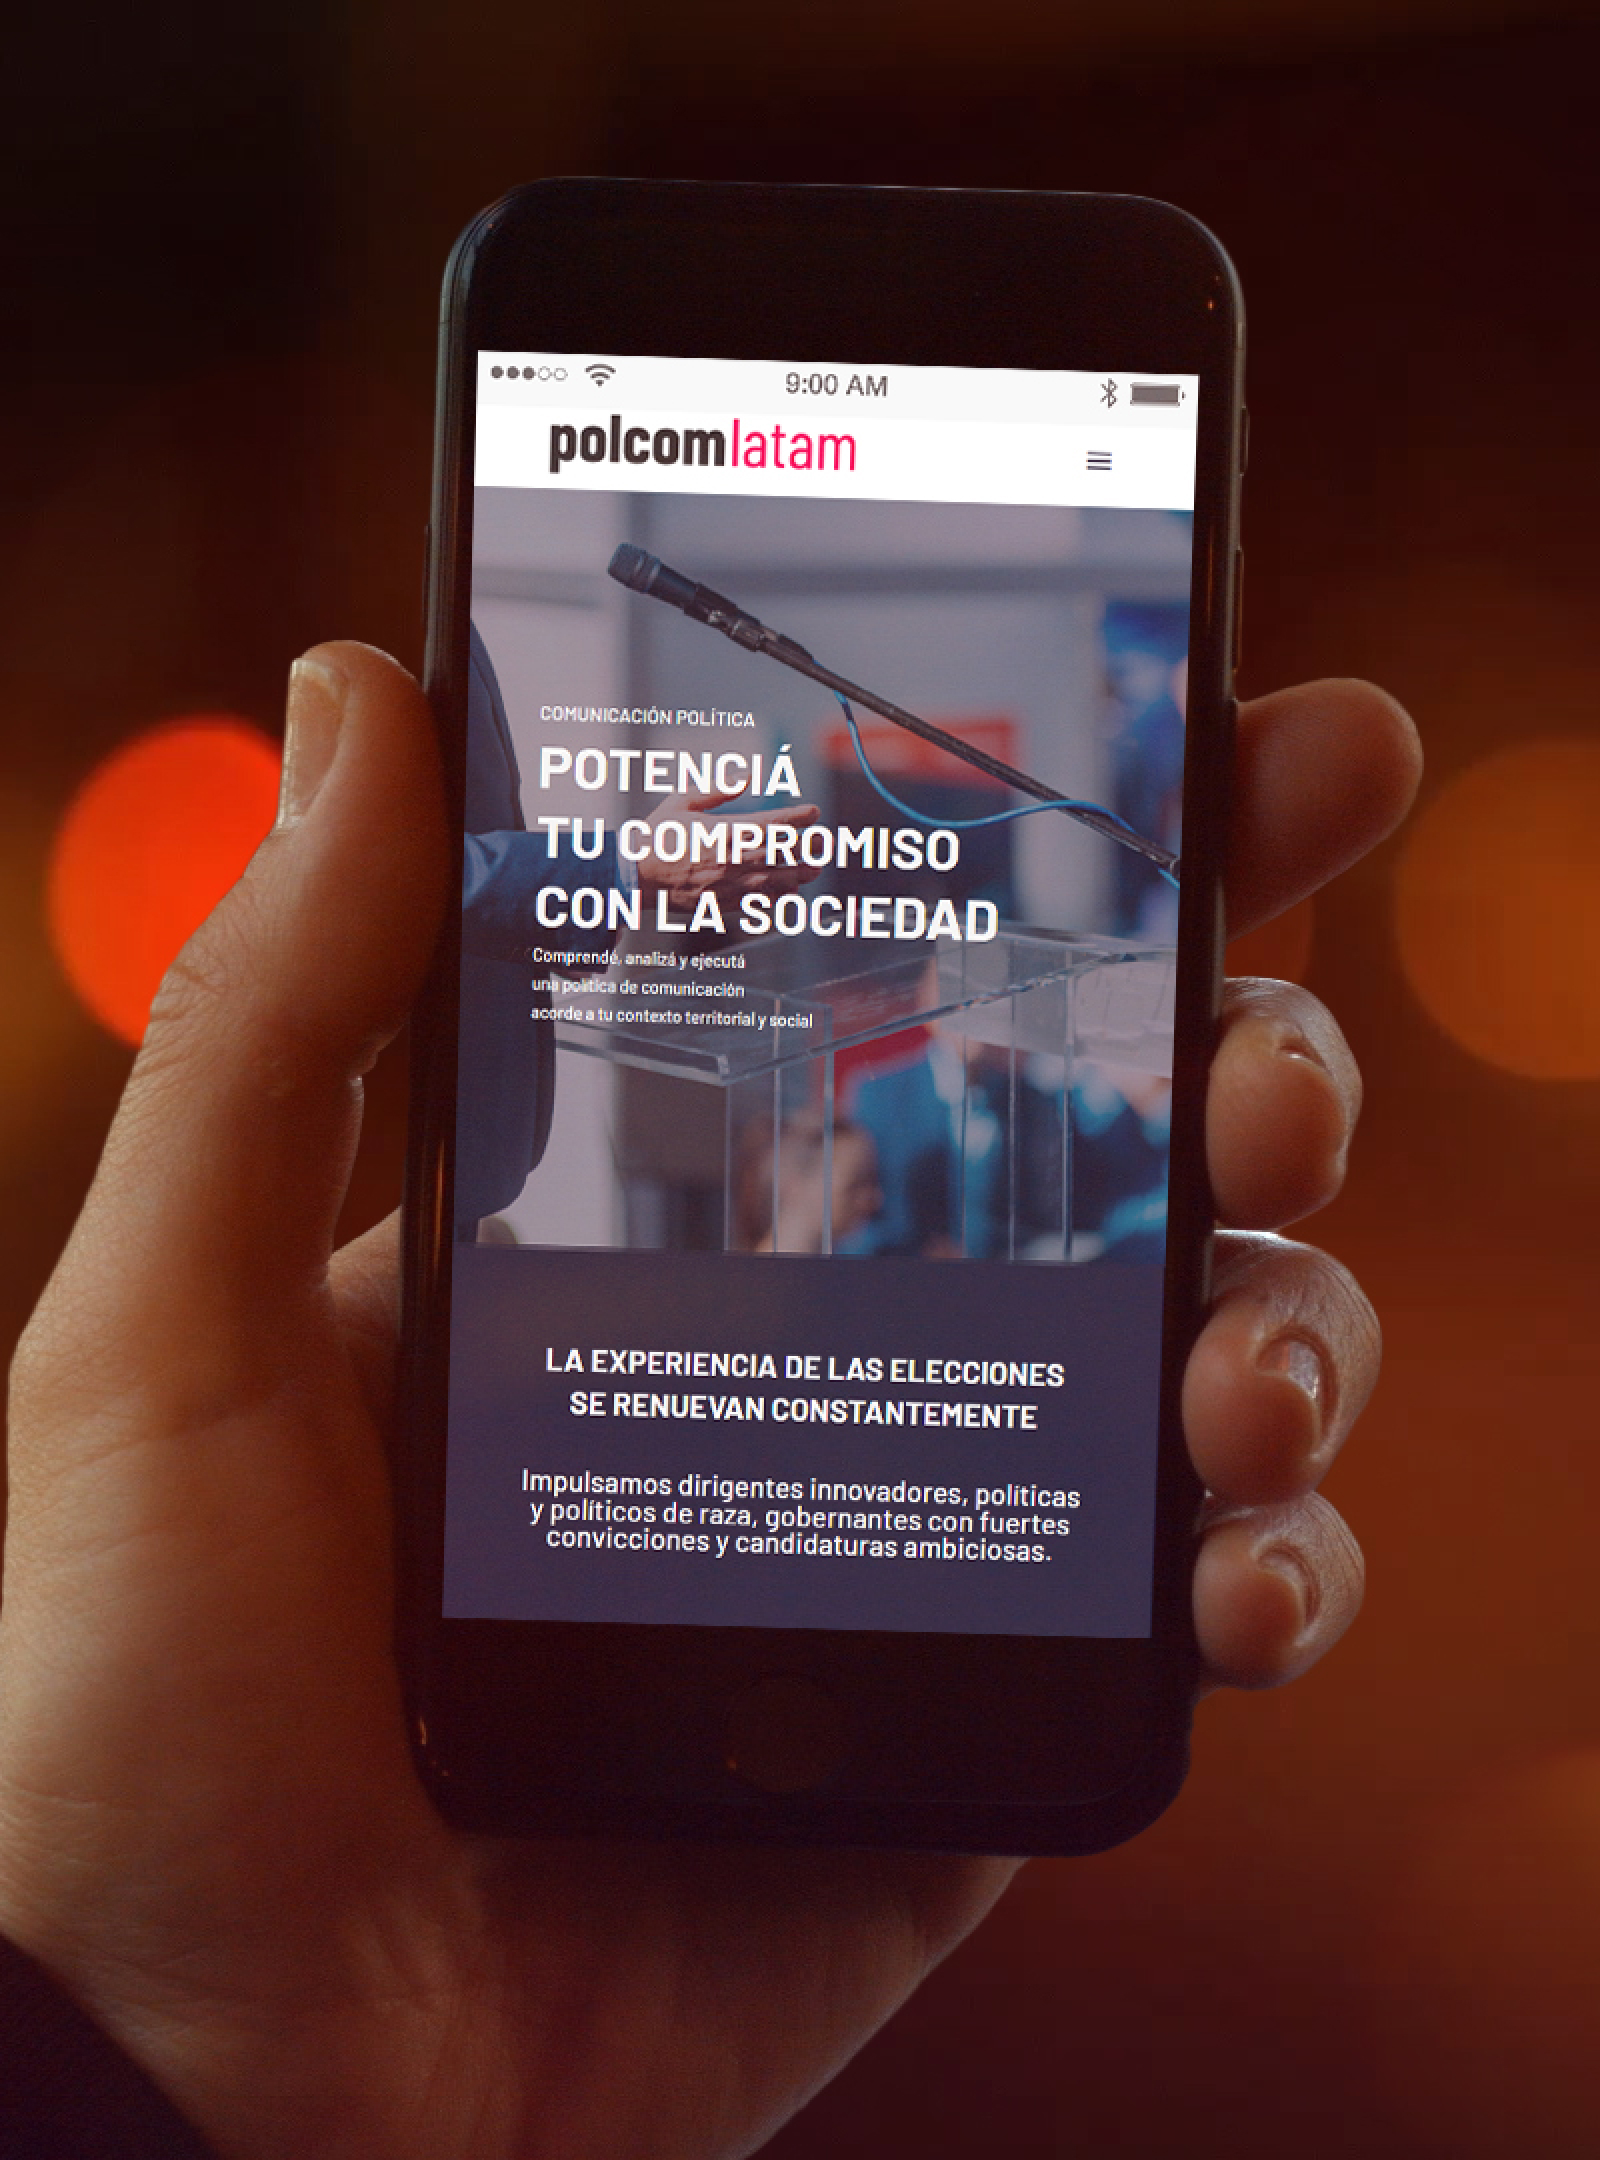 9:00 AM
polcomlatam
COMUNICACIÓN POLÍTICA
POTENCIÁ
TU COMPROMISO
CON LA SOCIEDAD
Comprendé, analizá y ejecutá
una política de comunicación
acorde a tu contexto territorial y social
LA EXPERIENCIA DE LAS ELECCIONES
SE RENUEVAN CONSTANTEMENTE
Impulsamos dirigentes innovadores, políticas
y políticos de raza, gobernantes con fuertes
convicciones y candidaturas ambiciosas.